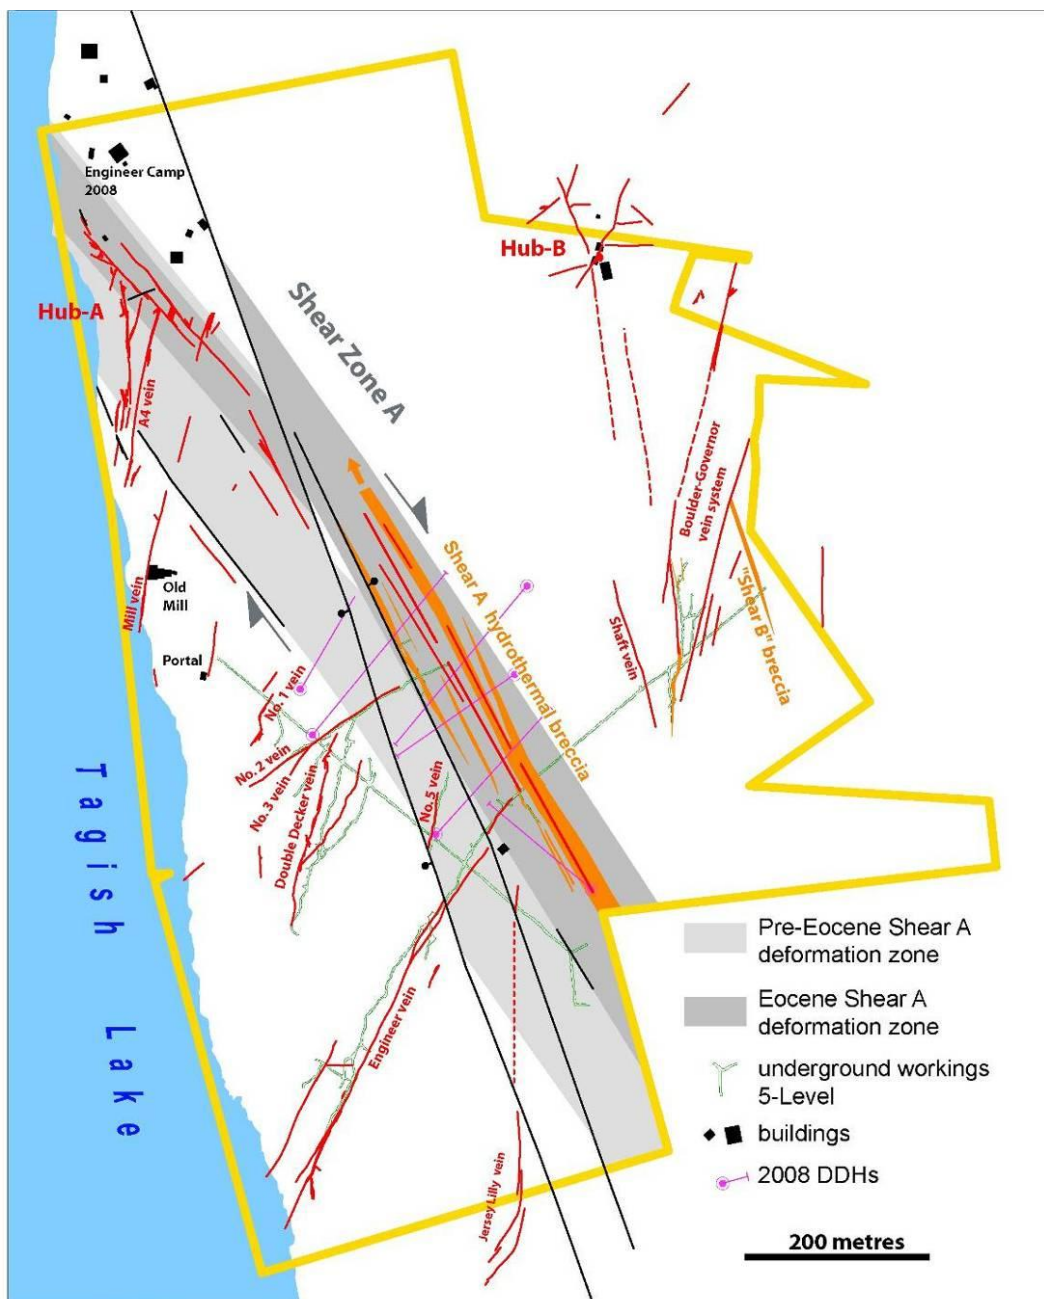 Engineer Camp
2008
Hub-B
Hub-A
Shear Zone A
A4 vein
Boulder-Governor
vein system
Mill vein
Old
Mill
Portal
Shear A hydrothermal breccia
Shaft vein
"Shear B" breccia
No. 1 vein
No. 2 vein
No. 3 vein
Double Decker vein
No. 5 vein
Tagish Lake
Engineer vein
Jersey Lilly vein
Pre-Eocene Shear A
deformation zone
Eocene Shear A
deformation zone
underground workings
5-Level
buildings
2008 DDHs
200 metres